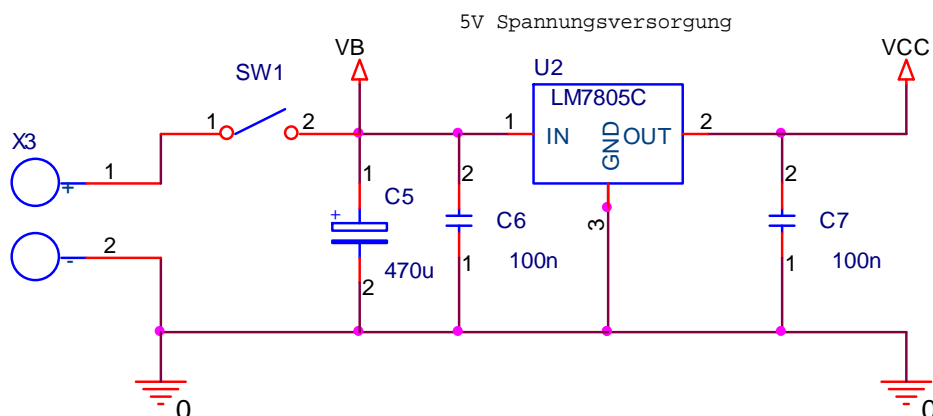 5V Spannungsversorgung
VB
VCC
SW1
U2
LM7805C
X3
1
2
1
IN
GND
OUT
2
1
+
2
-
1
+
C5
470u
2
2
C6
100n
1
3
2
C7
100n
1
0
0